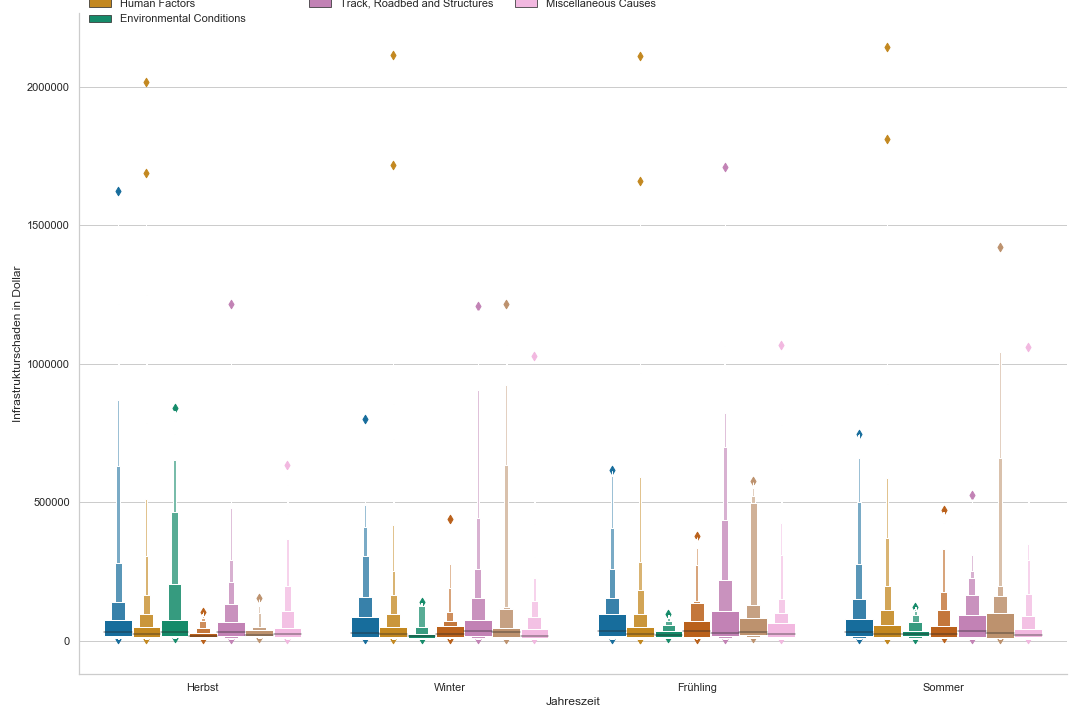 Human Factors
Track, Roadbed and Structures
Miscellaneous Causes
Environmental Conditions
2000000
1500000
1000000
500000
0
Infrastrukturschaden in Dollar
Herbst
Winter
Frühling
Sommer
Jahreszeit